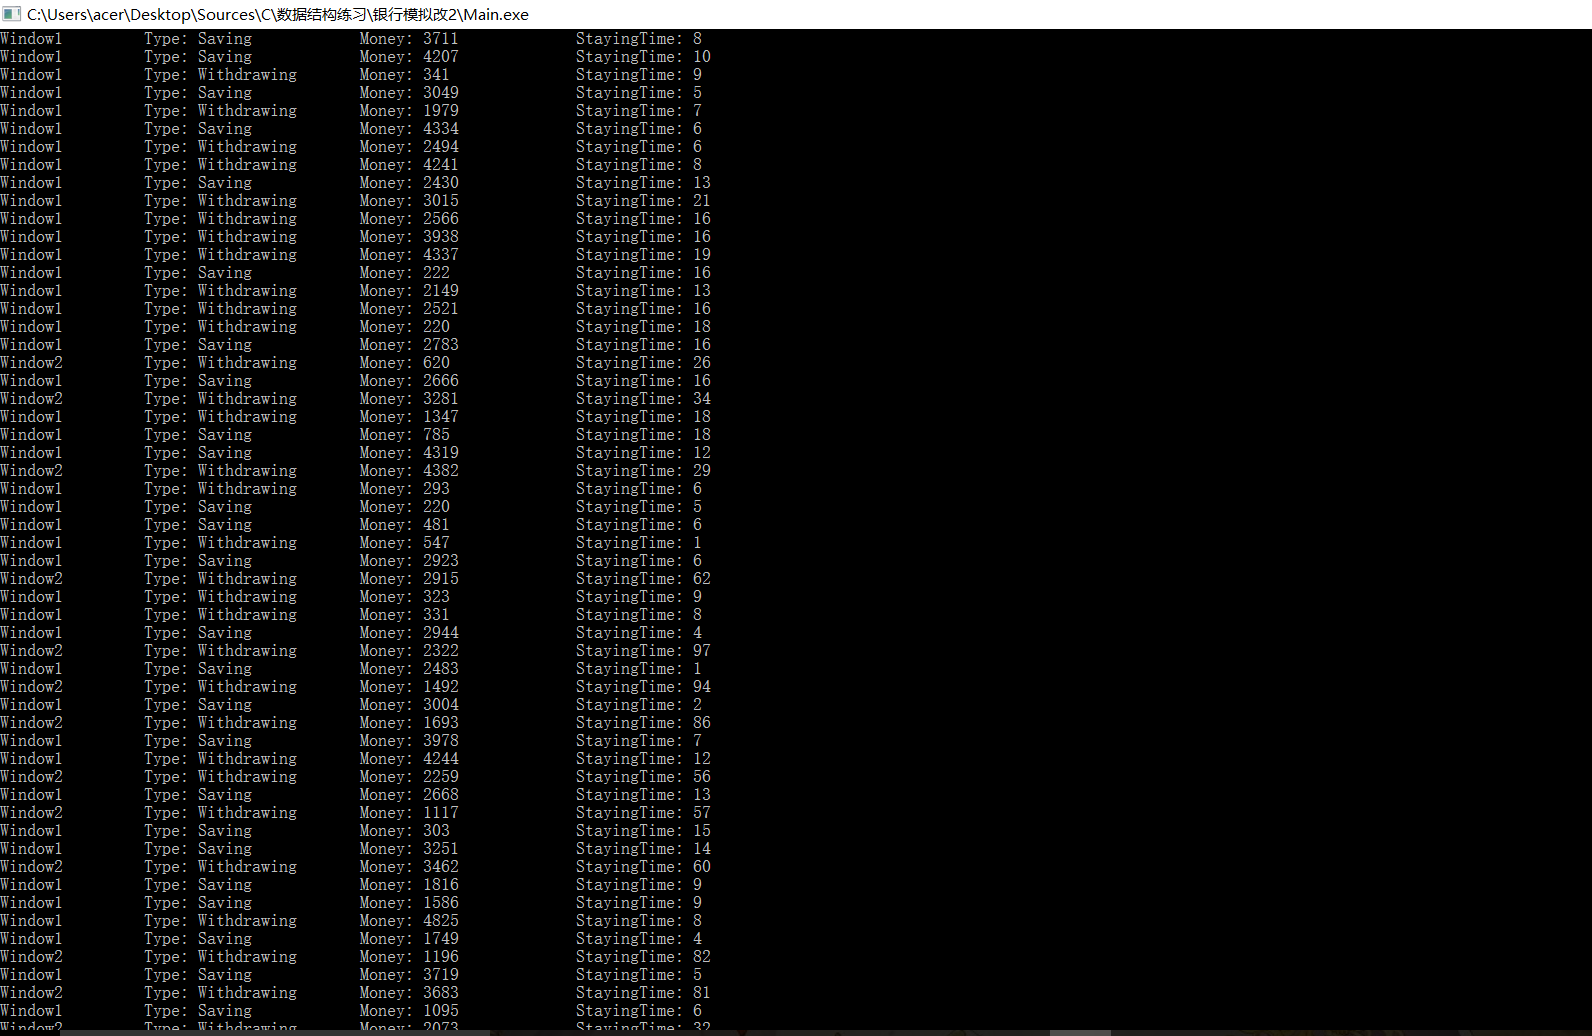 C:\Users\acer\Desktop\Sources\C\数据结构练习\银行模拟改2\Main.exe
Window1 Type: Saving Money: 3711 StayingTime: 8
Window1 Type: Saving Money: 4207 StayingTime: 10
Window1 Type: Withdrawing Money: 341 StayingTime: 9
Window1 Type: Saving Money: 3049 StayingTime: 5
Window1 Type: Withdrawing Money: 1979 StayingTime: 7
Window1 Type: Saving Money: 4334 StayingTime: 6
Window1 Type: Withdrawing Money: 2494 StayingTime: 6
Window1 Type: Withdrawing Money: 4241 StayingTime: 8
Window1 Type: Saving Money: 2430 StayingTime: 13
Window1 Type: Withdrawing Money: 3015 StayingTime: 21
Window1 Type: Withdrawing Money: 2566 StayingTime: 16
Window1 Type: Withdrawing Money: 3938 StayingTime: 16
Window1 Type: Withdrawing Money: 4337 StayingTime: 19
Window1 Type: Saving Money: 222 StayingTime: 16
Window1 Type: Withdrawing Money: 2149 StayingTime: 13
Window1 Type: Withdrawing Money: 2521 StayingTime: 16
Window1 Type: Withdrawing Money: 220 StayingTime: 18
Window1 Type: Saving Money: 2783 StayingTime: 16
Window2 Type: Withdrawing Money: 620 StayingTime: 26
Window1 Type: Saving Money: 2666 StayingTime: 16
Window2 Type: Withdrawing Money: 3281 StayingTime: 34
Window1 Type: Withdrawing Money: 1347 StayingTime: 18
Window1 Type: Saving Money: 785 StayingTime: 18
Window1 Type: Saving Money: 4319 StayingTime: 12
Window2 Type: Withdrawing Money: 4382 StayingTime: 29
Window1 Type: Withdrawing Money: 293 StayingTime: 6
Window1 Type: Saving Money: 220 StayingTime: 5
Window1 Type: Saving Money: 481 StayingTime: 6
Window1 Type: Withdrawing Money: 547 StayingTime: 1
Window1 Type: Saving Money: 2923 StayingTime: 6
Window2 Type: Withdrawing Money: 2915 StayingTime: 62
Window1 Type: Withdrawing Money: 323 StayingTime: 9
Window1 Type: Withdrawing Money: 331 StayingTime: 8
Window1 Type: Saving Money: 2944 StayingTime: 4
Window2 Type: Withdrawing Money: 2322 StayingTime: 97
Window1 Type: Saving Money: 2483 StayingTime: 1
Window2 Type: Withdrawing Money: 1492 StayingTime: 94
Window1 Type: Saving Money: 3004 StayingTime: 2
Window2 Type: Withdrawing Money: 1693 StayingTime: 86
Window1 Type: Saving Money: 3978 StayingTime: 7
Window1 Type: Withdrawing Money: 4244 StayingTime: 12
Window2 Type: Withdrawing Money: 2259 StayingTime: 56
Window1 Type: Saving Money: 2668 StayingTime: 13
Window2 Type: Withdrawing Money: 1117 StayingTime: 57
Window1 Type: Saving Money: 303 StayingTime: 15
Window1 Type: Saving Money: 3251 StayingTime: 14
Window2 Type: Withdrawing Money: 3462 StayingTime: 60
Window1 Type: Saving Money: 1816 StayingTime: 9
Window1 Type: Saving Money: 1586 StayingTime: 9
Window1 Type: Withdrawing Money: 4825 StayingTime: 8
Window1 Type: Saving Money: 1749 StayingTime: 4
Window2 Type: Withdrawing Money: 1196 StayingTime: 82
Window1 Type: Saving Money: 3719 StayingTime: 5
Window2 Type: Withdrawing Money: 3683 StayingTime: 81
Window1 Type: Saving Money: 1095 StayingTime: 6
Window2 Type: Withdrawing Money: 2073 StayingTime: 32